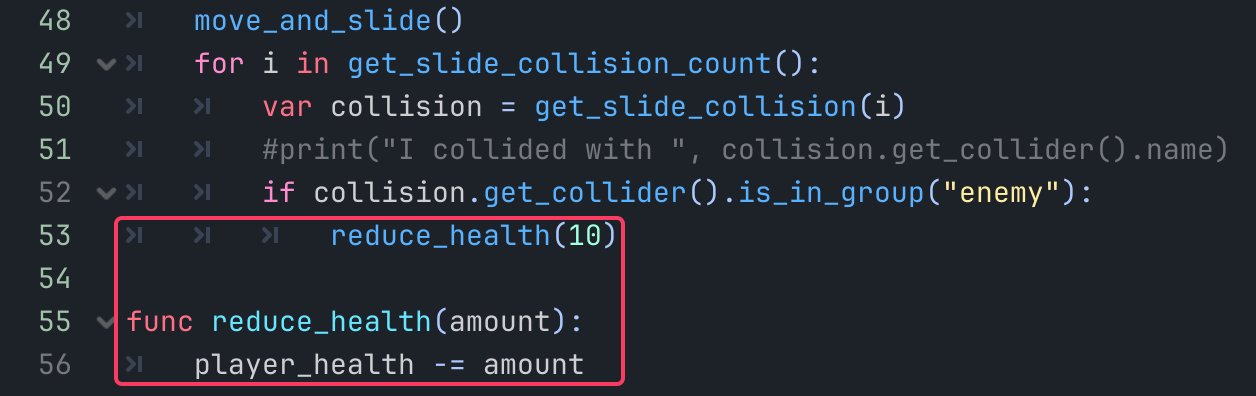 48 move_and_slide()
49 for i in get_slide_collision_count():
50 var collision = get_slide_collision(i)
51 #print("I collided with ", collision.get_collider().name)
52 if collision.get_collider().is_in_group("enemy"):
53 reduce_health(10)
54
55 func reduce_health(amount):
56 player_health -= amount